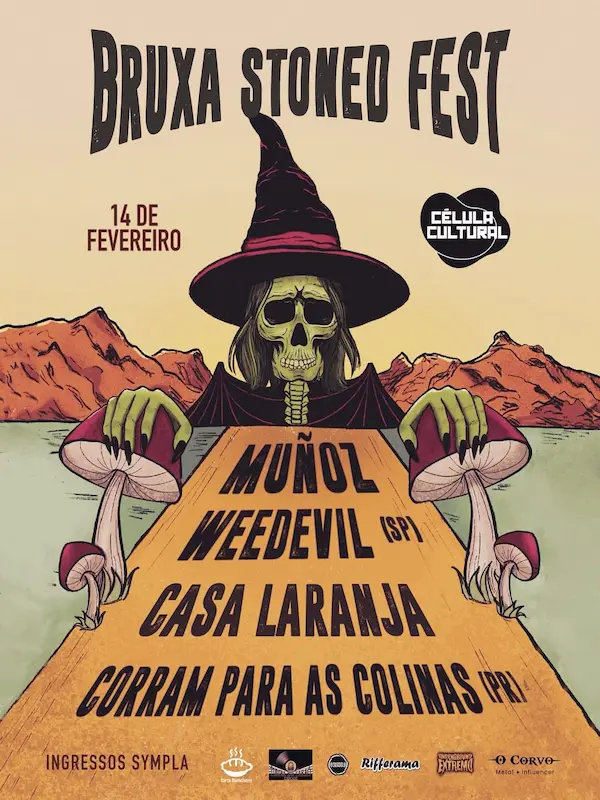 BRUXA STONED FEST
14 DE
FEVEREIRO
CÉLULA
CULTURAL
MUÑOZ
WEEDEVIL (SP)
CASA LARANJA
CORRAM PARA AS COLINAS (PR)
INGRESSOS SYMPLA
Rifferama
EXTREMO
O CORVO
Metal + Influencer